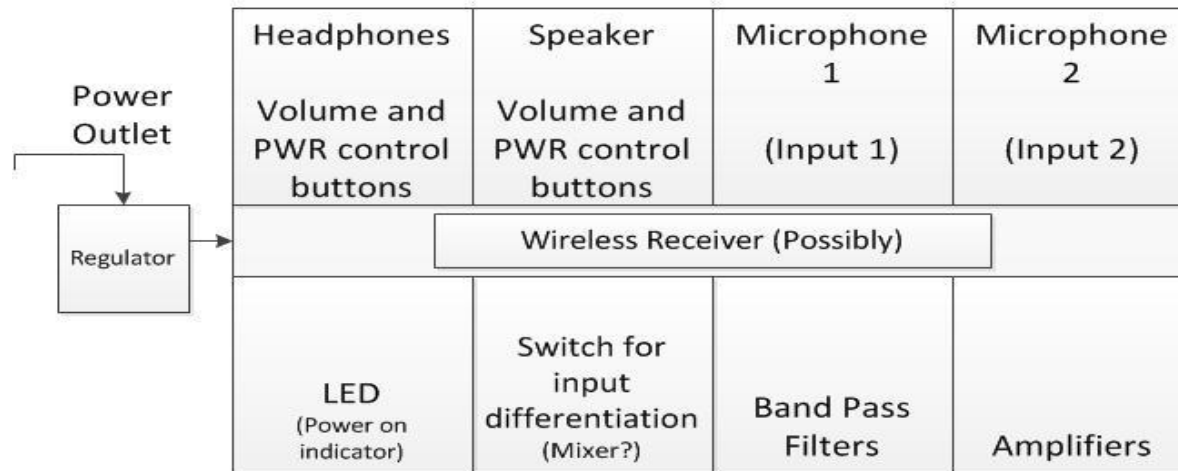 Power
Outlet
Regulator
Headphones
Volume and
PWR control
buttons
Speaker
Volume and
PWR control
buttons
Microphone
1
(Input 1)
Microphone
2
(Input 2)
Wireless Receiver (Possibly)
LED
(Power on
indicator)
Switch for
input
differentiation
(Mixer?)
Band Pass
Filters
Amplifiers